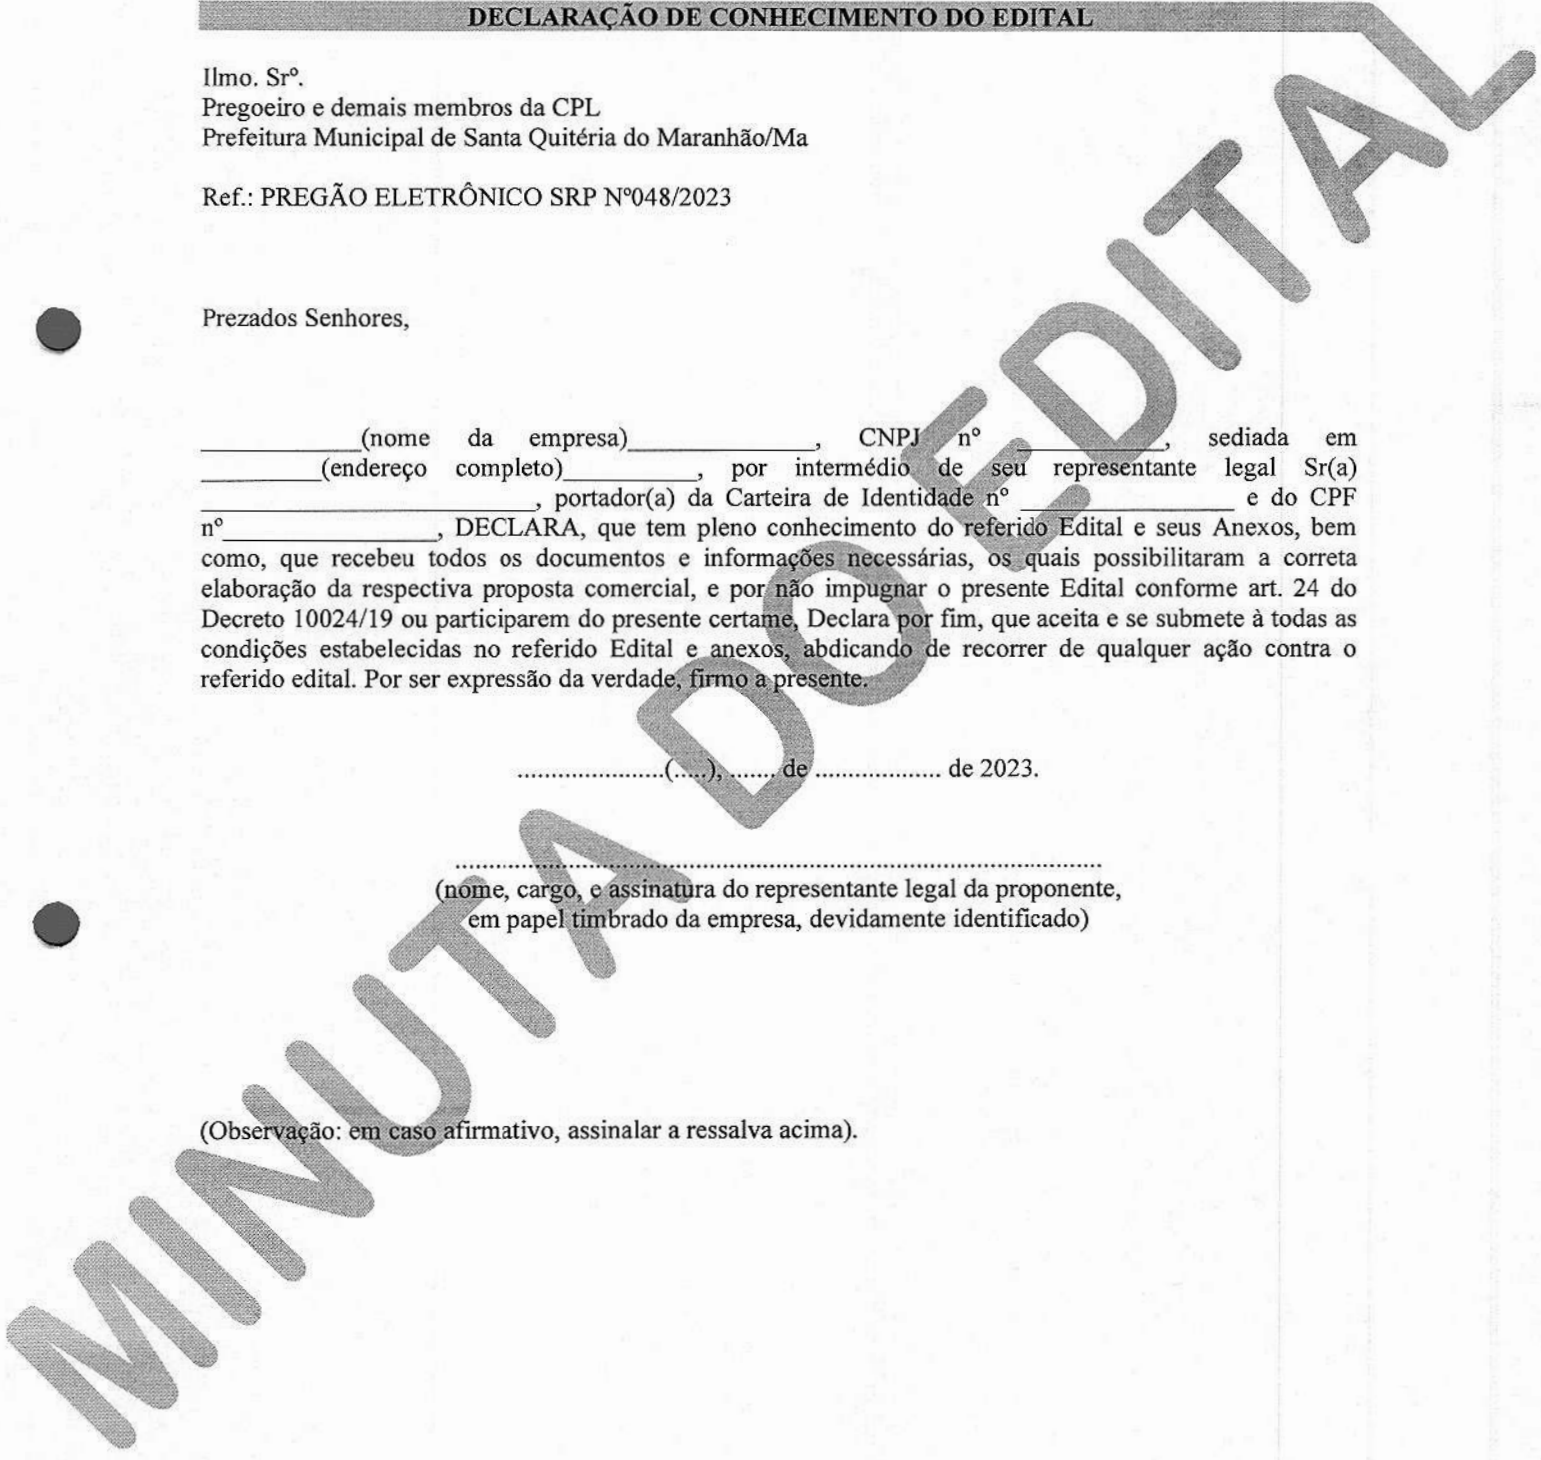 DECLARAÇÃO DE CONHECIMENTO DO EDITAL
Ilmo. Srº.
Pregoeiro e demais membros da CPL
Prefeitura Municipal de Santa Quitéria do Maranhão/Ma
Ref.: PREGÃO ELETRÔNICO SRP Nº048/2023
Prezados Senhores,
____________(nome da empresa)______________, CNPJ nº ___________, sediada em
_________(endereço completo)__________, por intermédio de seu representante legal Sr(a)
_________________________, portador(a) da Carteira de Identidade nº ________________ e do CPF
nº________________, DECLARA, que tem pleno conhecimento do referido Edital e seus Anexos, bem
como, que recebeu todos os documentos e informações necessárias, os quais possibilitaram a correta
elaboração da respectiva proposta comercial, e por não impugnar o presente Edital conforme art. 24 do
Decreto 10024/19 ou participarem do presente certame, Declara por fim, que aceita e se submete à todas as
condições estabelecidas no referido Edital e anexos, abdicando de recorrer de qualquer ação contra o
referido edital. Por ser expressão da verdade, firmo a presente.
......................(.....), ....... de ................... de 2023.
..................................................................................................
(nome, cargo, e assinatura do representante legal da proponente,
em papel timbrado da empresa, devidamente identificado)
(Observação: em caso afirmativo, assinalar a ressalva acima).
MINUTA DO EDITAL